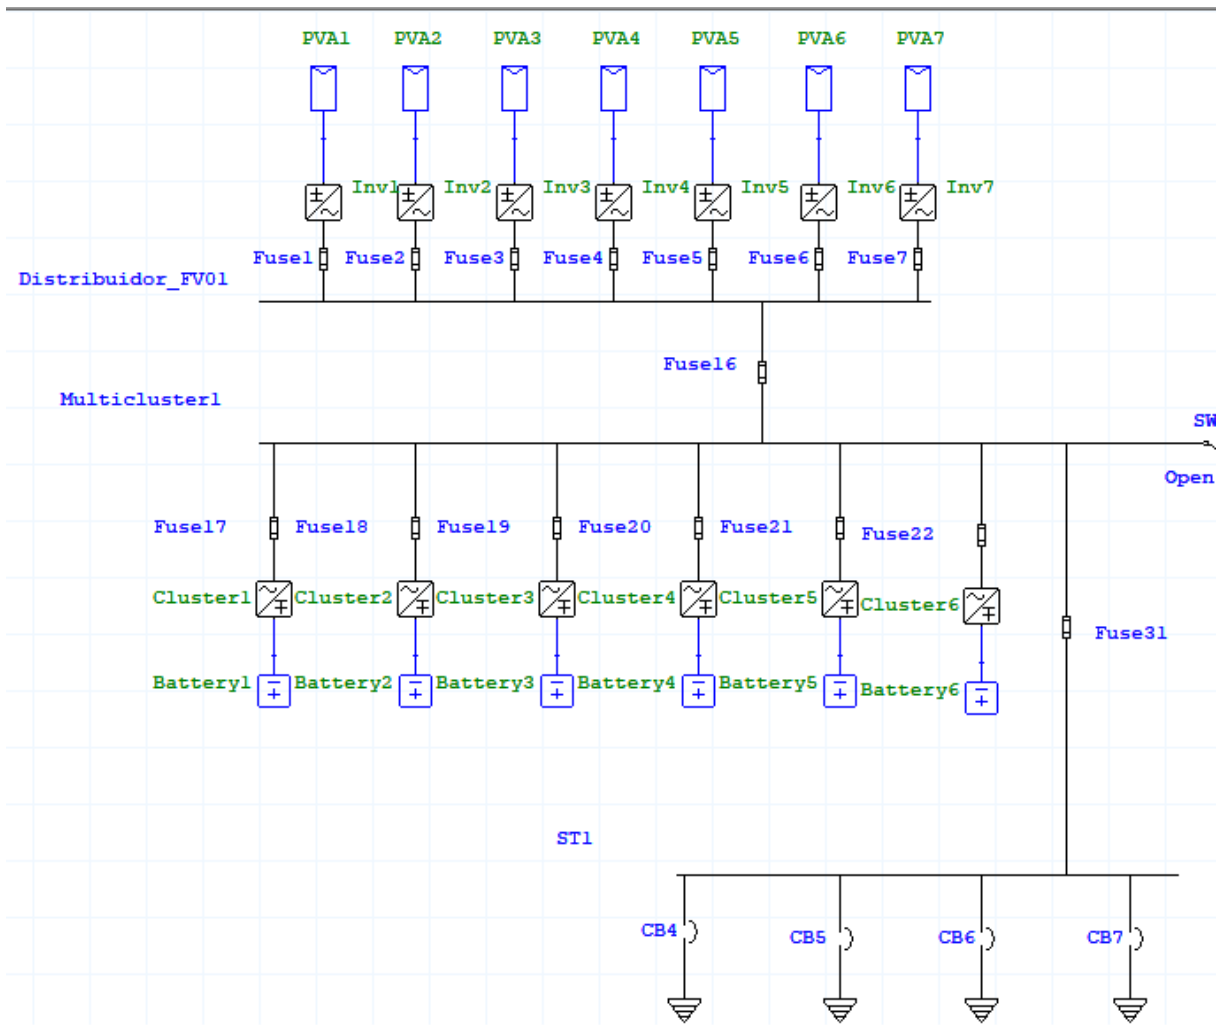 PVA1 PVA2 PVA3 PVA4 PVA5 PVA6 PVA7
Inv1 Inv2 Inv3 Inv4 Inv5 Inv6 Inv7
Fuse1 Fuse2 Fuse3 Fuse4 Fuse5 Fuse6 Fuse7
Distribuidor_FV01
Fuse16
Multicluster1
SW
Open
Fuse17 Fuse18 Fuse19 Fuse20 Fuse21 Fuse22
Cluster1 Cluster2 Cluster3 Cluster4 Cluster5 Cluster6
Fuse31
Battery1 Battery2 Battery3 Battery4 Battery5 Battery6
ST1
CB4 CB5 CB6 CB7